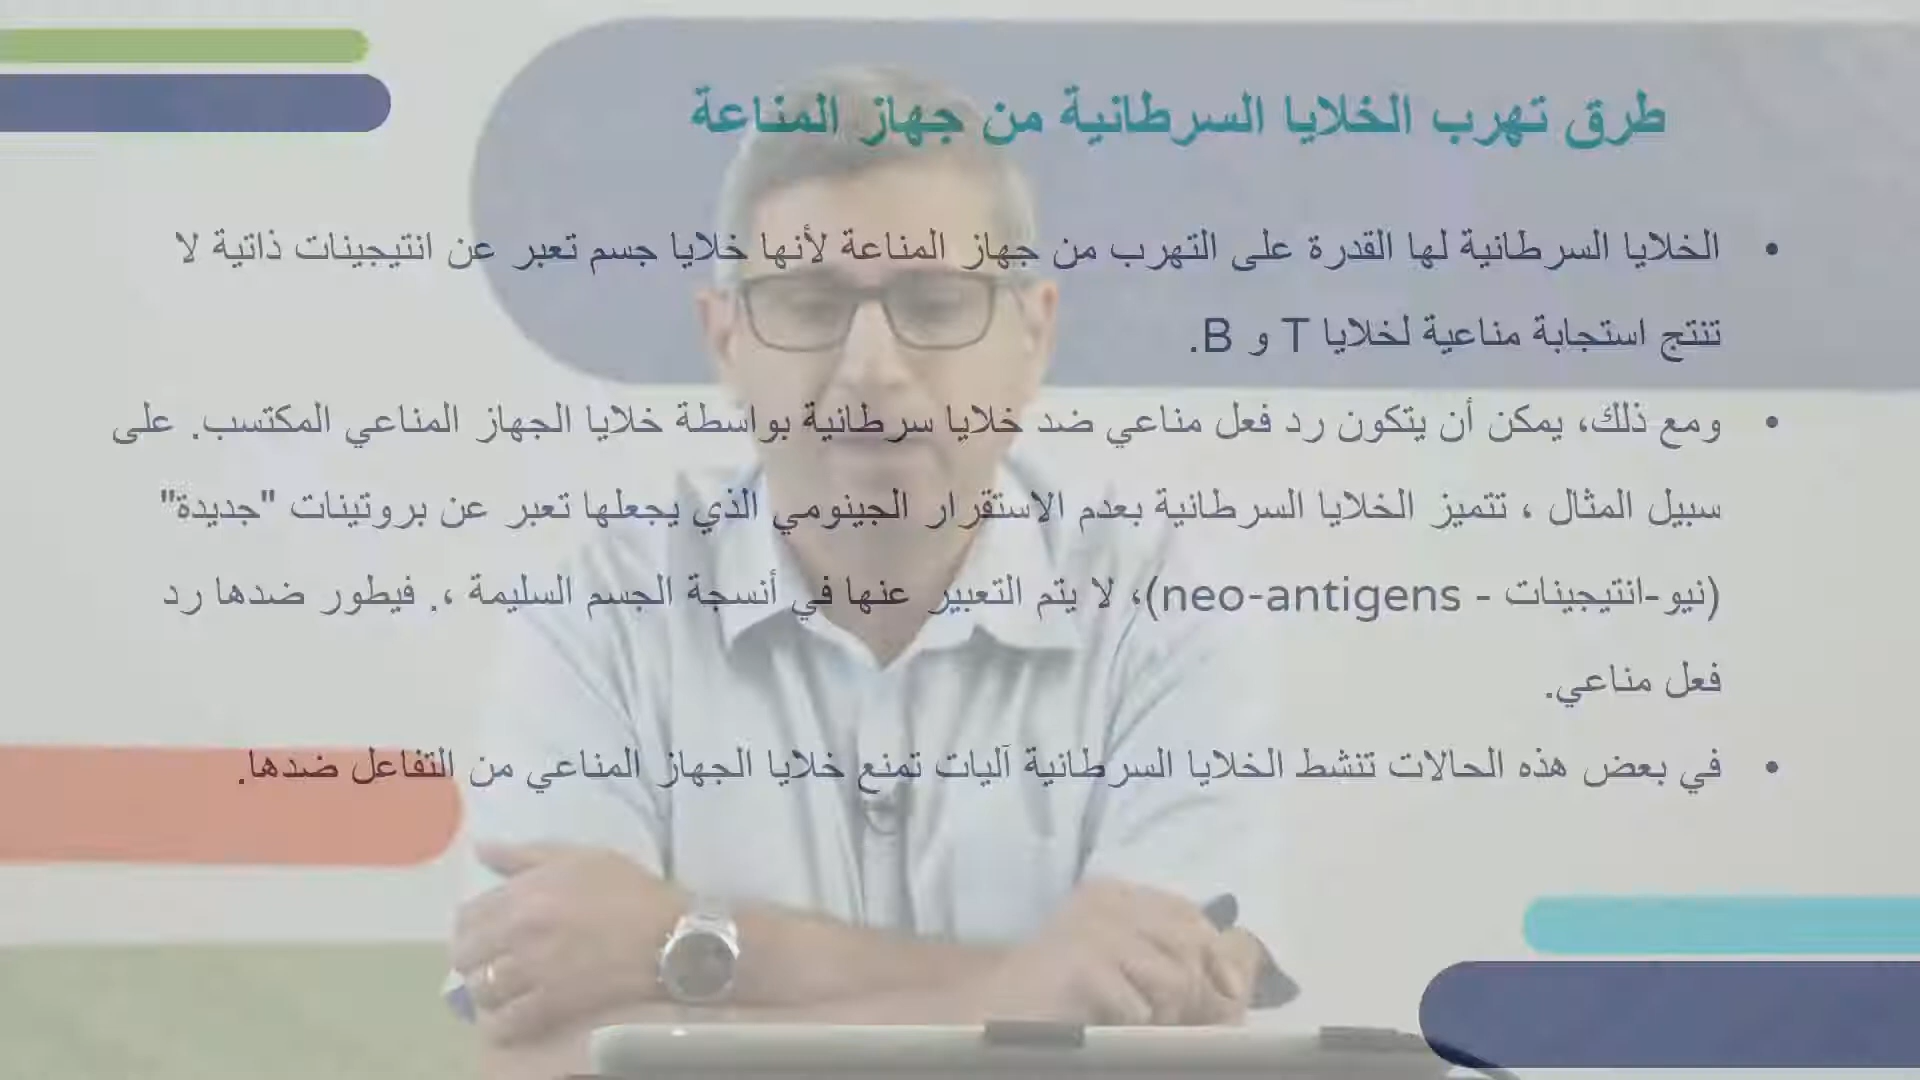 طرق تهرب الخلايا السرطانية من جهاز المناعة
• الخلايا السرطانية لها القدرة على التهرب من جهاز المناعة لأنها خلايا جسم تعبر عن انتيجينات ذاتية لا
تنتج استجابة مناعية لخلايا T و B.
• ومع ذلك، يمكن أن يتكون رد فعل مناعي ضد خلايا سرطانية بواسطة خلايا الجهاز المناعي المكتسب. على
سبيل المثال ، تتميز الخلايا السرطانية بعدم الاستقرار الجينومي الذي يجعلها تعبر عن بروتينات "جديدة"
(نيو-انتيجينات - neo-antigens)، لا يتم التعبير عنها في أنسجة الجسم السليمة ،. فيطور ضدها رد
فعل مناعي.
• في بعض هذه الحالات تنشط الخلايا السرطانية آليات تمنع خلايا الجهاز المناعي من التفاعل ضدها.